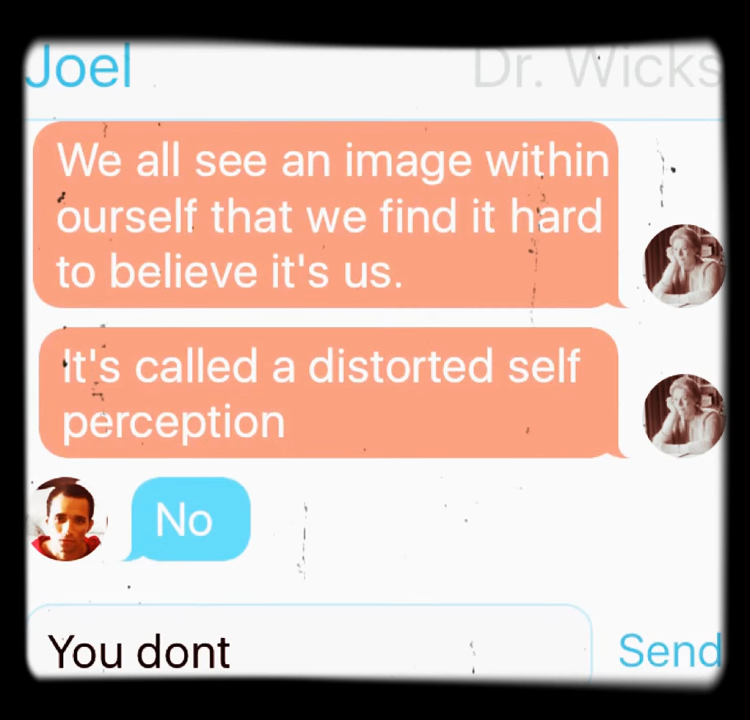 Joel
Dr. Wicks
We all see an image within
ourself that we find it hard
to believe it's us.
It's called a distorted self
perception
No
You dont
Send